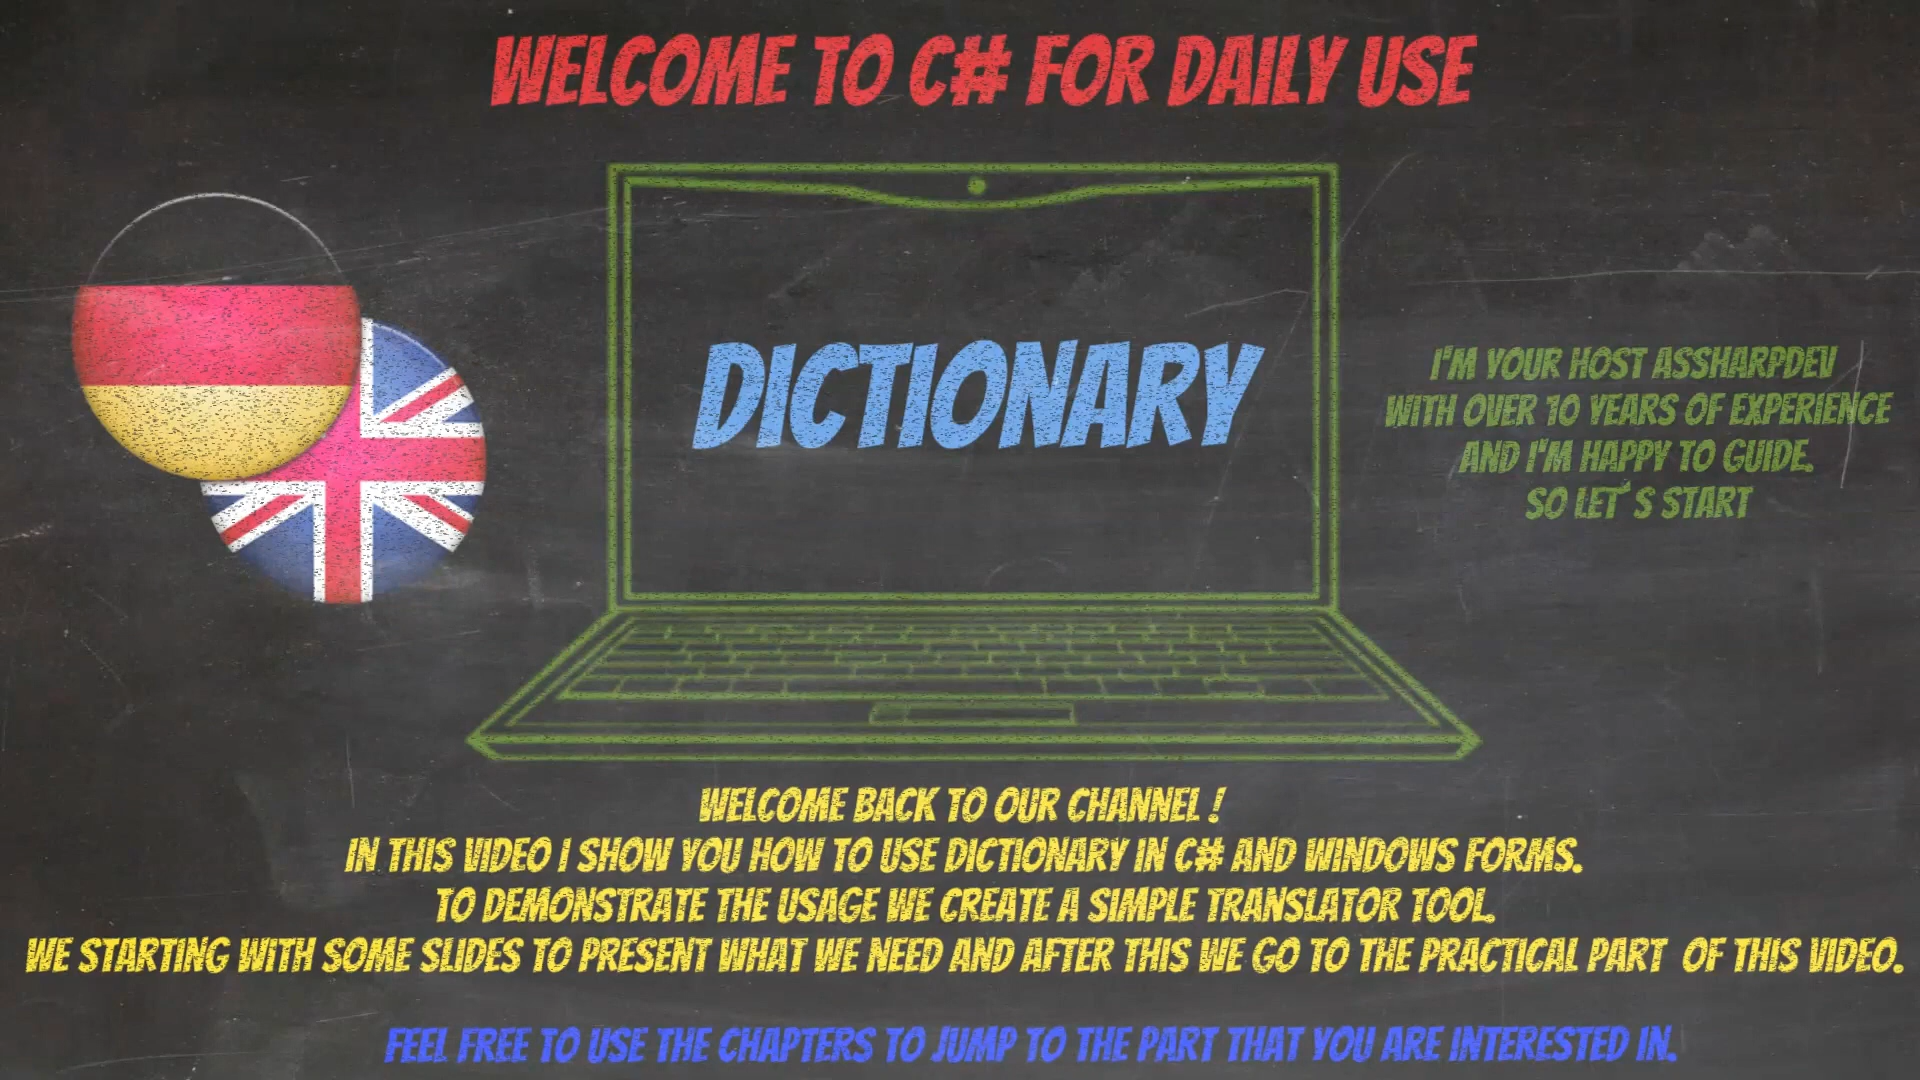 WELCOME TO C# FOR DAILY USE
DICTIONARY
I'M YOUR HOST ASSHARPDEV
WITH OVER 10 YEARS OF EXPERIENCE
AND I'M HAPPY TO GUIDE.
SO LET´S START
WELCOME BACK TO OUR CHANNEL !
IN THIS VIDEO I SHOW YOU HOW TO USE DICTIONARY IN C# AND WINDOWS FORMS.
TO DEMONSTRATE THE USAGE WE CREATE A SIMPLE TRANSLATOR TOOL.
WE STARTING WITH SOME SLIDES TO PRESENT WHAT WE NEED AND AFTER THIS WE GO TO THE PRACTICAL PART OF THIS VIDEO.
FEEL FREE TO USE THE CHAPTERS TO JUMP TO THE PART THAT YOU ARE INTERESTED IN.